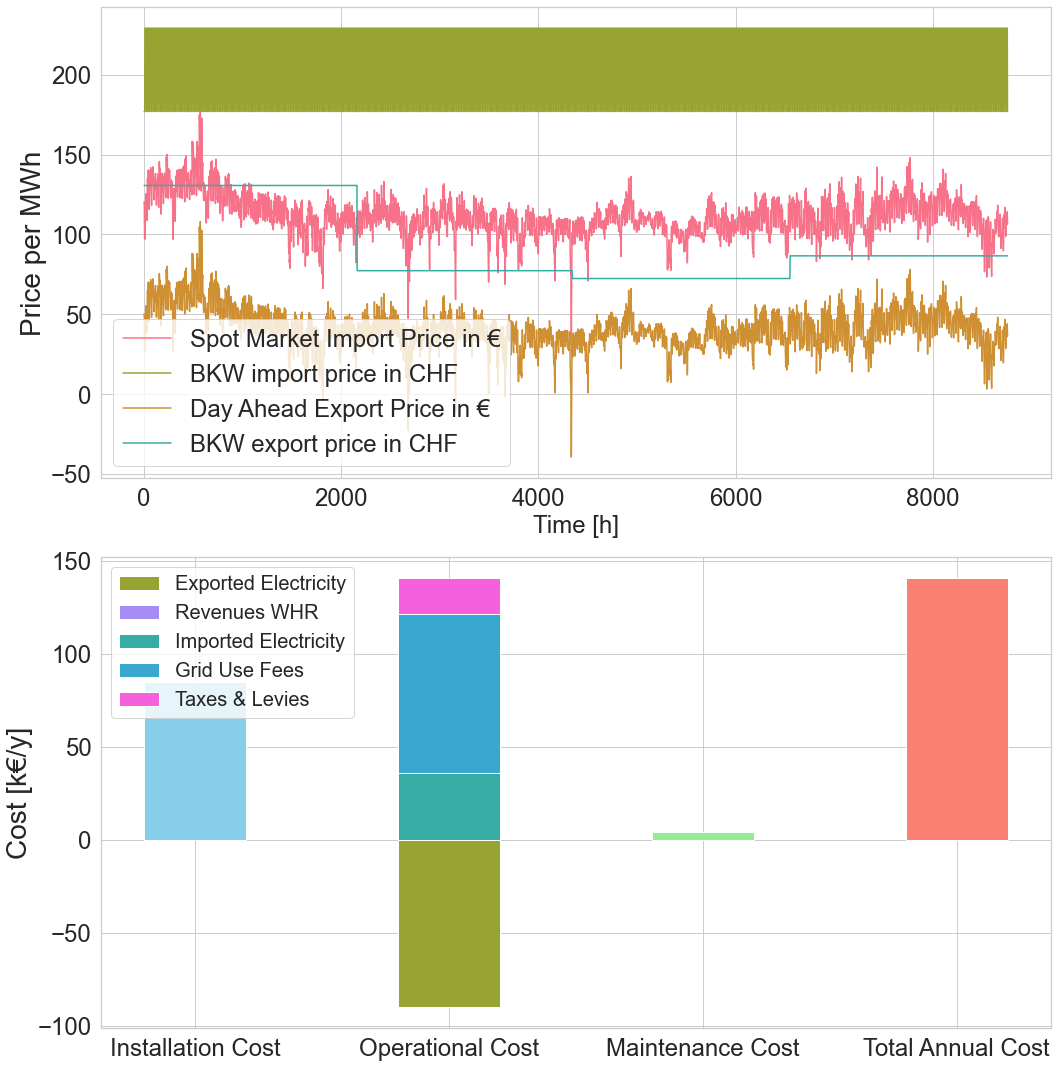 200
150
100
50
0
−50
Price per MWh
Spot Market Import Price in €
BKW import price in CHF
Day Ahead Export Price in €
BKW export price in CHF
0 2000 4000 6000 8000
Time [h]
150
100
50
0
−50
−100
Cost [k€/y]
Exported Electricity
Revenues WHR
Imported Electricity
Grid Use Fees
Taxes & Levies
Installation Cost Operational Cost Maintenance Cost Total Annual Cost